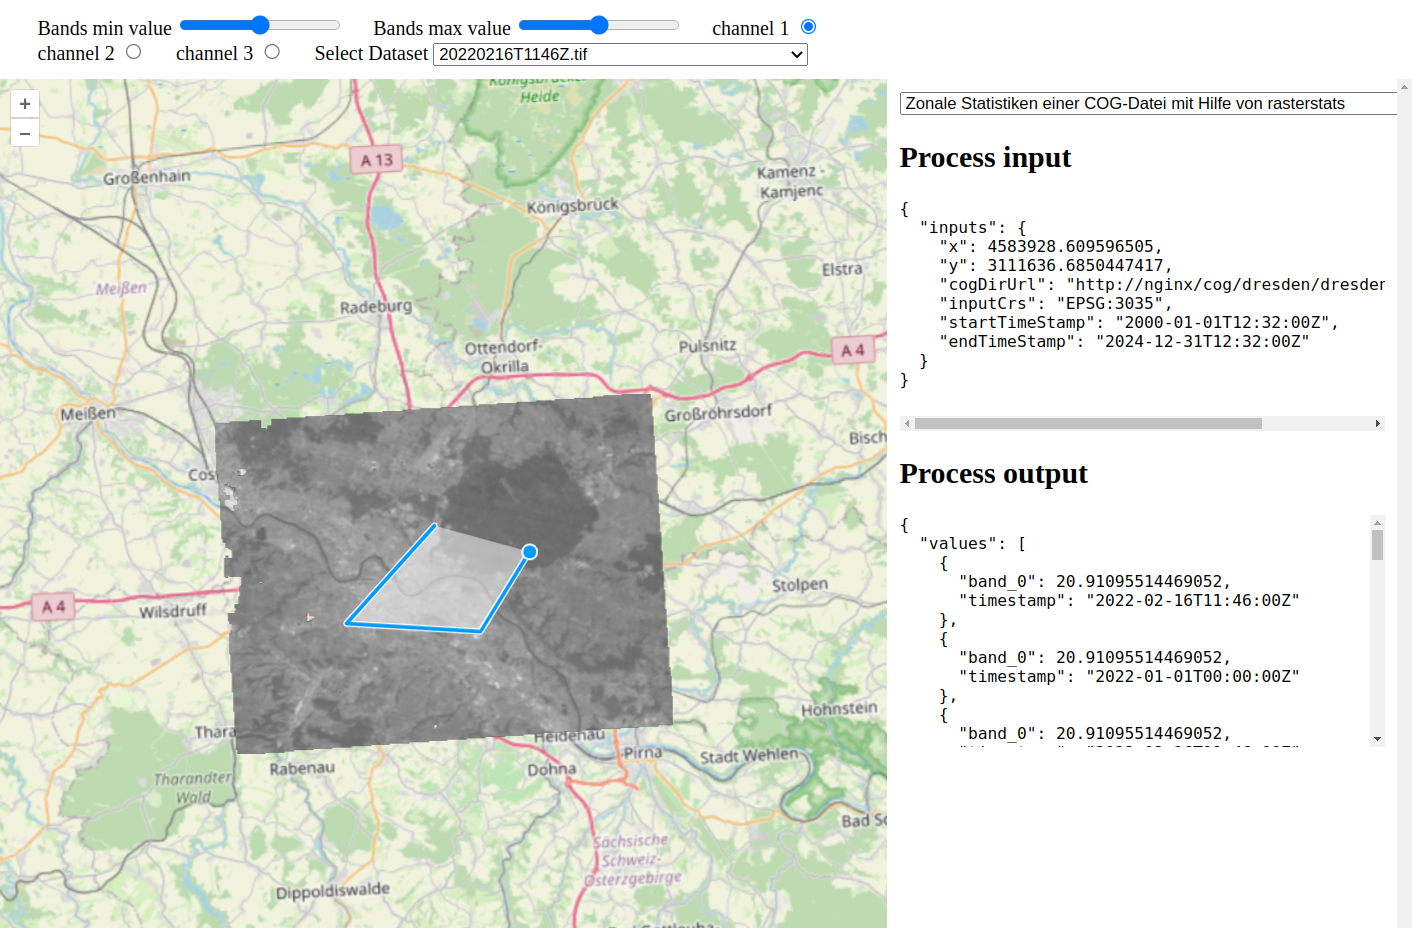 Bands min value
Bands max value
channel 1
channel 2
channel 3
Select Dataset 20220216T1146Z.tif
+
−
Heide
A 13
Großenhain
Kamenz -
Kamjenc
Königsbrück
Elstra
Meißen
Radeburg
Ottendorf-
Okrilla
Pulsnitz
A 4
Meißen
Großröhrsdorf
Bisch
Cos
Stolpen
A 4
Wilsdruff
Hohnstein
Thara
Heidenau
Pirna
Stadt Wehlen
Rabenau
Dohna
Tharandter
Wald
Bad Sc
Sächsische
Schweiz-
Osterzgebirge
Dippoldiswalde
Zonale Statistiken einer COG-Datei mit Hilfe von rasterstats
Process input
{
"inputs": {
"x": 4583928.609596505,
"y": 3111636.6850447417,
"cogDirUrl": "http://nginx/cog/dresden/dresden
"inputCrs": "EPSG:3035",
"startTimeStamp": "2000-01-01T12:32:00Z",
"endTimeStamp": "2024-12-31T12:32:00Z"
}
}
Process output
{
"values": [
{
"band_0": 20.91095514469052,
"timestamp": "2022-02-16T11:46:00Z"
},
{
"band_0": 20.91095514469052,
"timestamp": "2022-01-01T00:00:00Z"
},
{
"band_0": 20.91095514469052,